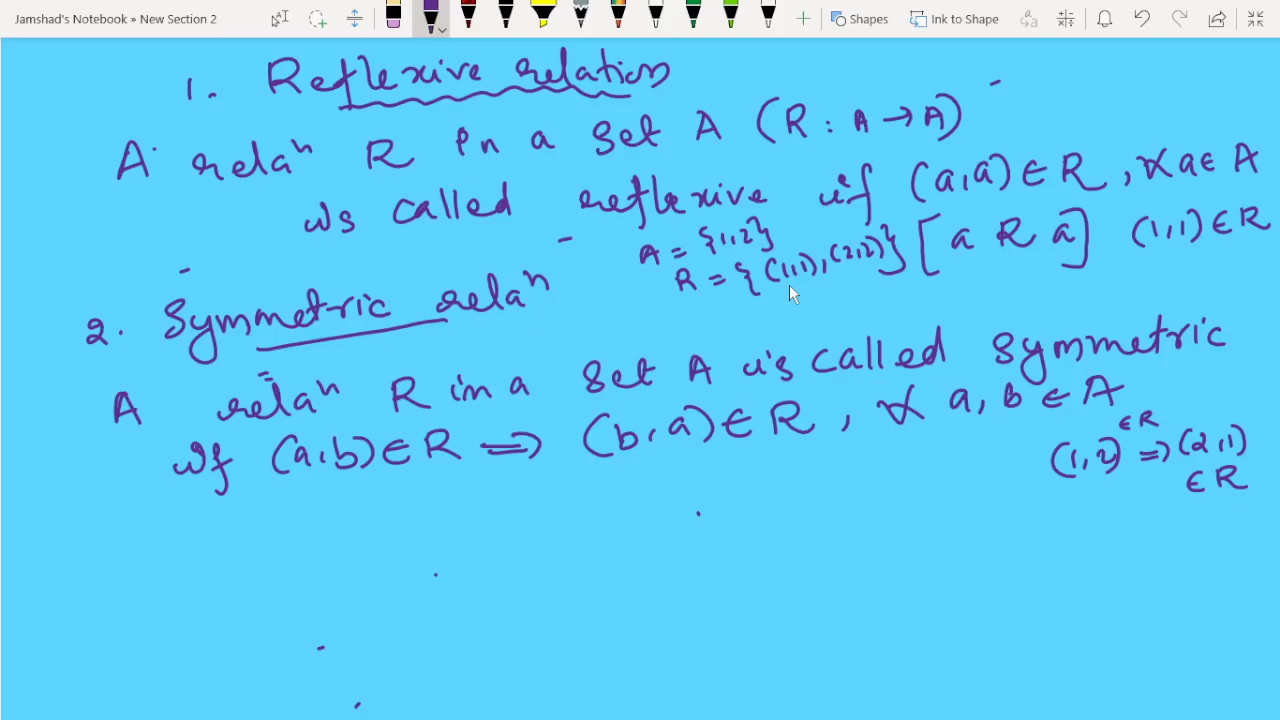 Jamshad's Notebook » New Section 2
Shapes
Ink to Shape
1. Reflexive relation
A relaⁿ R in a set A (R : A → A)
is called reflexive if (a,a) ∈ R, ∀ a ∈ A
A = {1,2}
[a R a] (1,1) ∈ R
R = {(1,1),(2,2)}
2. Symmetric relaⁿ
A relaⁿ R in a set A is called symmetric
if (a,b) ∈ R ⇒ (b,a) ∈ R, ∀ a, b ∈ A
(1,2) ∈ R ⇒ (2,1)
∈ R